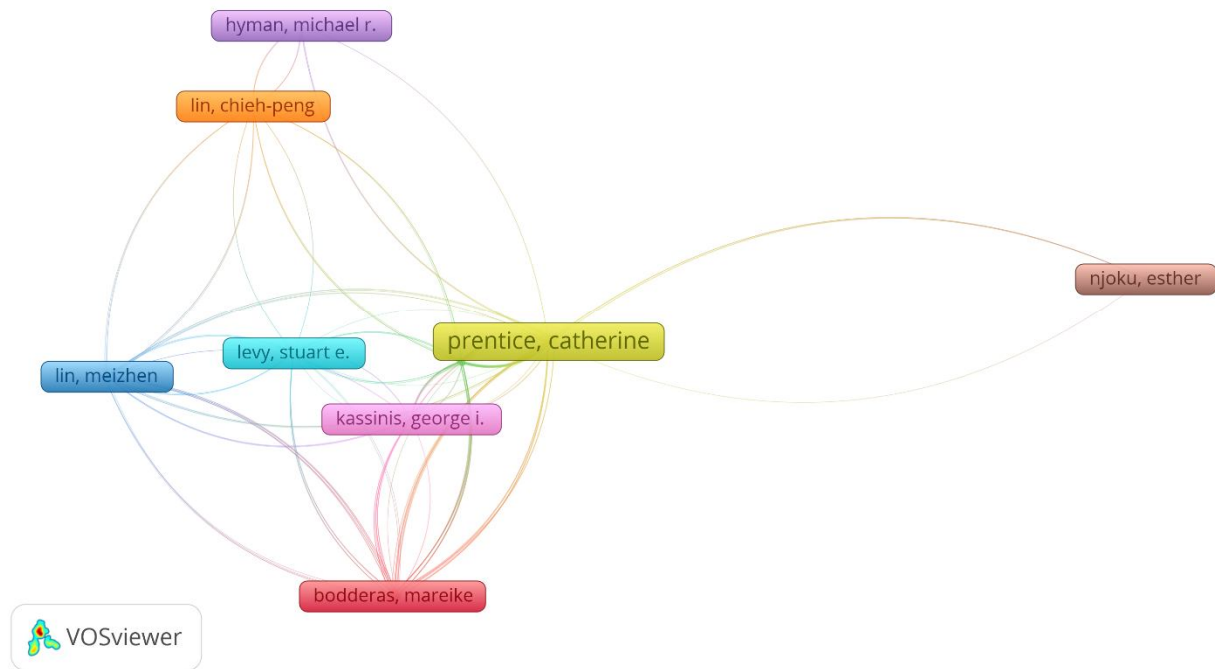 hyman, michael r.
lin, chieh-peng
njoku, esther
prentice, catherine
levy, stuart e.
lin, meizhen
kassinis, george i.
bodderas, mareike
VOSviewer